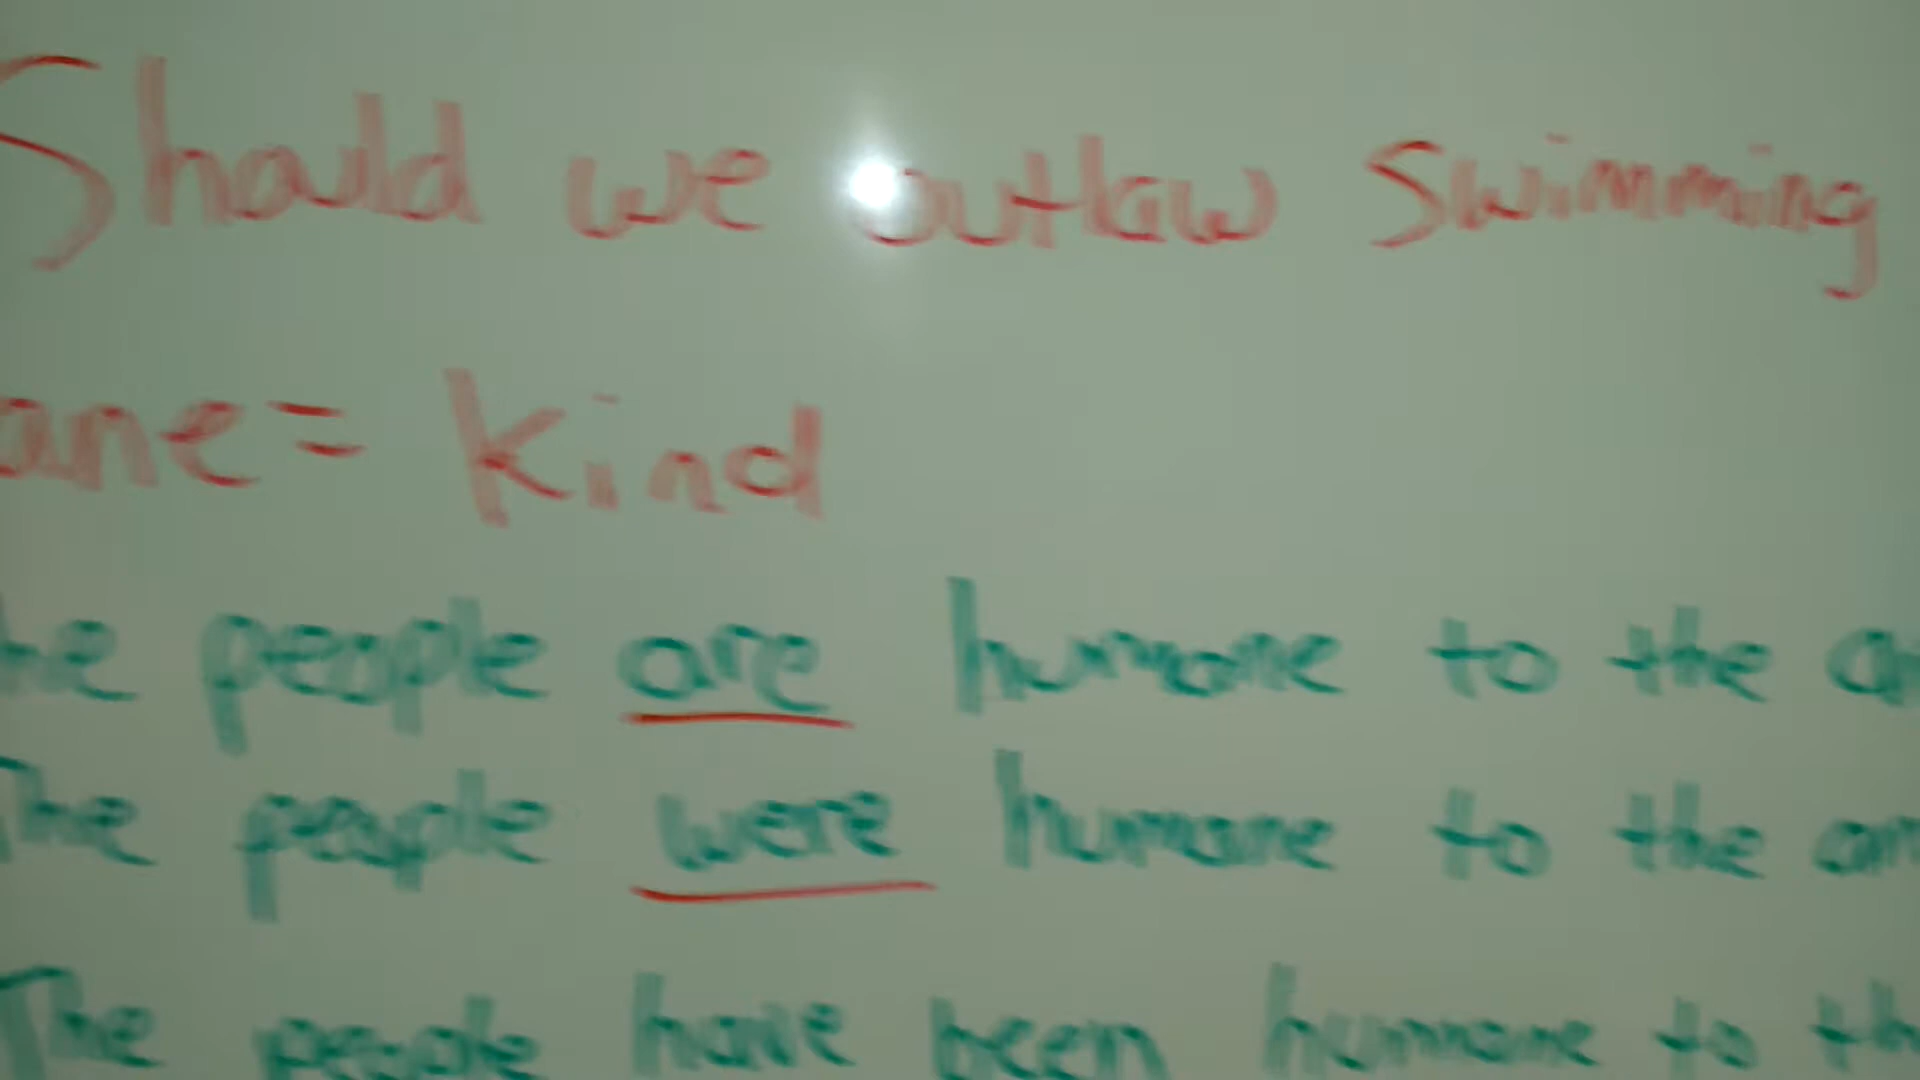 Should we outlaw swimming
ane = Kind
he people are humane to the
The people were humane to the
The people have been humane to th